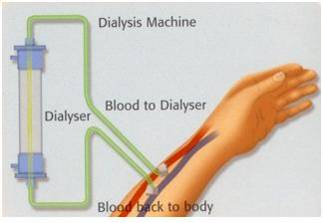 Dialysis Machine
Blood to Dialyser
Dialyser
Blood back to body